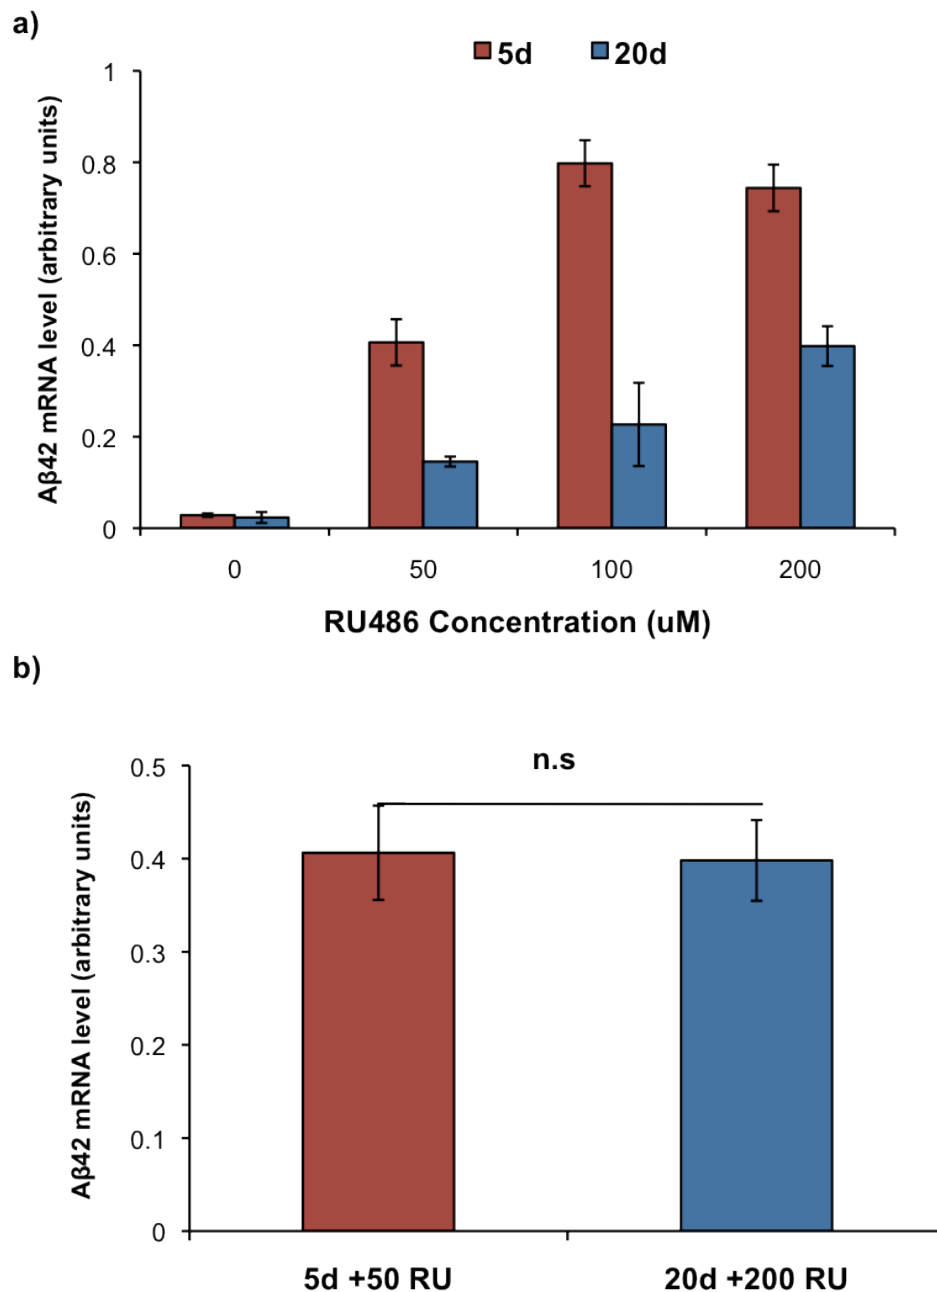 a)
5d 20d
Aβ42 mRNA level (arbitrary units)
1
0.8
0.6
0.4
0.2
0
0 50 100 200
RU486 Concentration (uM)
b)
n.s
Aβ42 mRNA level (arbitrary units)
0.5
0.4
0.3
0.2
0.1
0
5d +50 RU 20d +200 RU